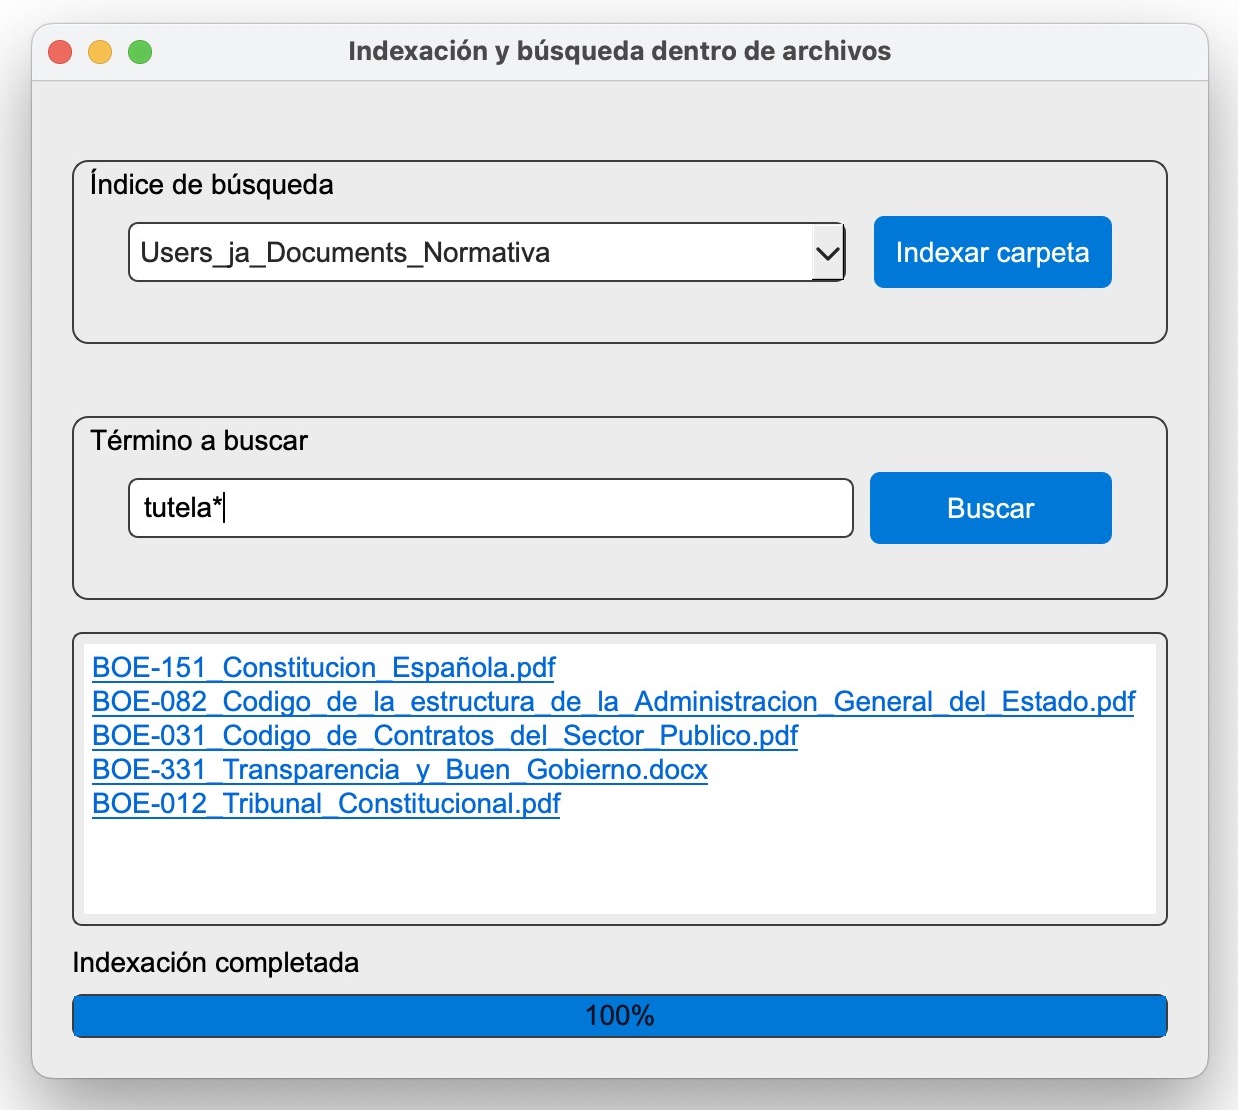 Indexación y búsqueda dentro de archivos
Índice de búsqueda
Users_ja_Documents_Normativa
Indexar carpeta
Término a buscar
tutela*
Buscar
BOE-151_Constitucion_Española.pdf
BOE-082_Codigo_de_la_estructura_de_la_Administracion_General_del_Estado.pdf
BOE-031_Codigo_de_Contratos_del_Sector_Publico.pdf
BOE-331_Transparencia_y_Buen_Gobierno.docx
BOE-012_Tribunal_Constitucional.pdf
Indexación completada
100%